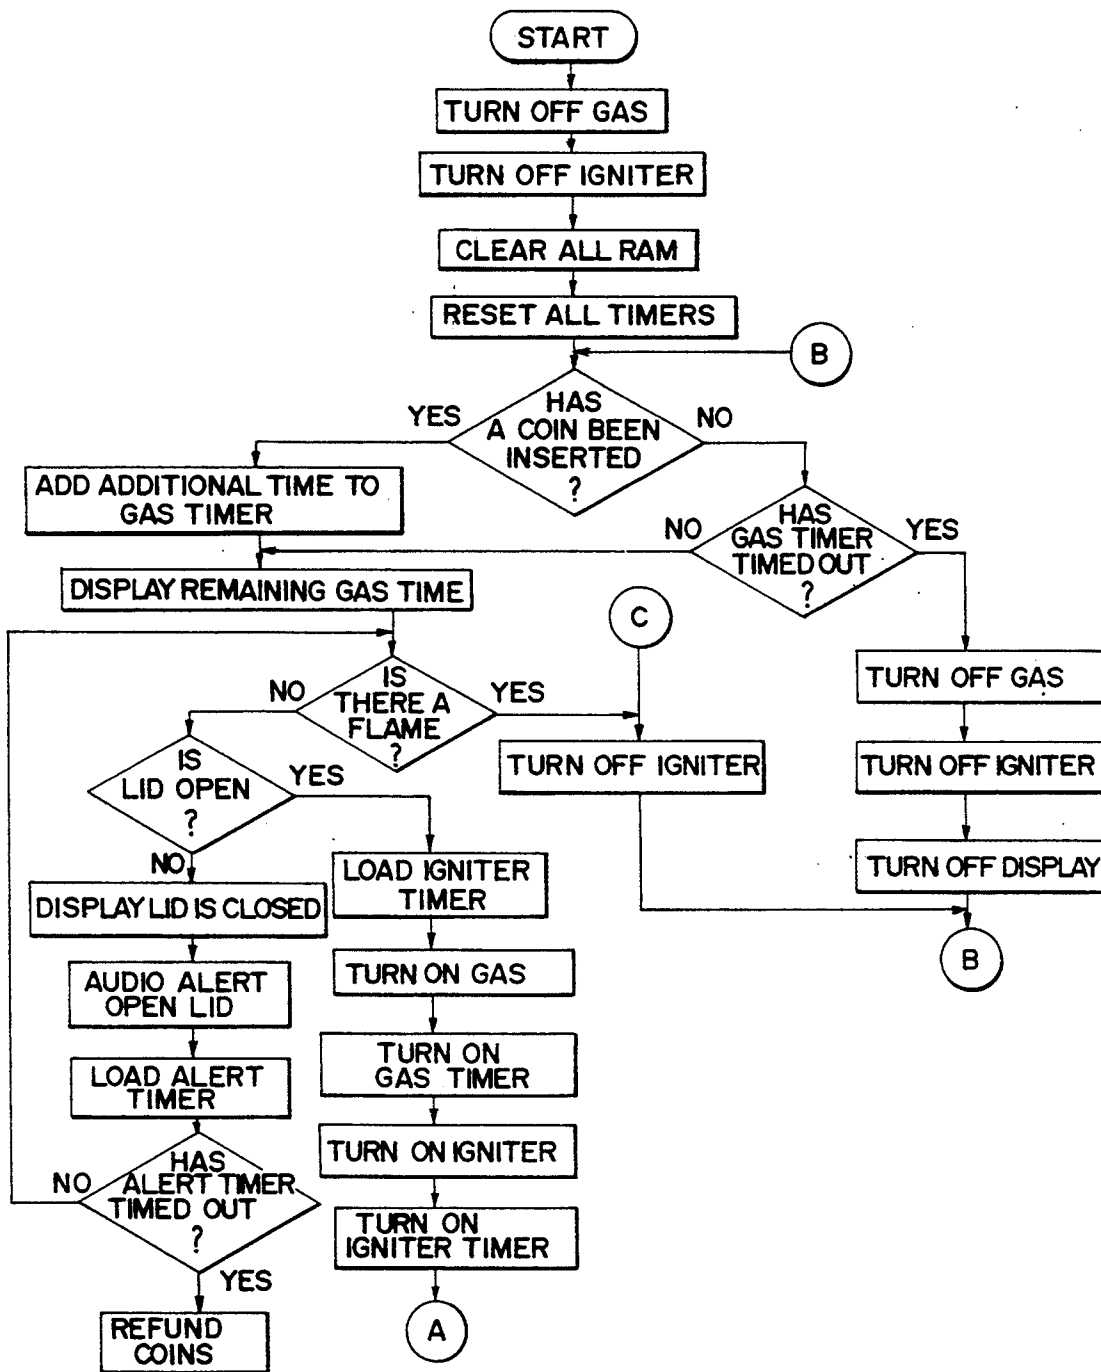 START
TURN OFF GAS
TURN OFF IGNITER
CLEAR ALL RAM
RESET ALL TIMERS
B
HAS
A COIN BEEN
INSERTED
?
YES
NO
ADD ADDITIONAL TIME TO
GAS TIMER
HAS
GAS TIMER
TIMED OUT
?
NO
YES
DISPLAY REMAINING GAS TIME
C
IS
THERE A
FLAME
?
NO
YES
TURN OFF GAS
TURN OFF IGNITER
TURN OFF IGNITER
TURN OFF DISPLAY
B
IS
LID OPEN
?
YES
NO
LOAD IGNITER
TIMER
DISPLAY LID IS CLOSED
TURN ON GAS
AUDIO ALERT
OPEN LID
TURN ON
GAS TIMER
LOAD ALERT
TIMER
TURN ON IGNITER
HAS
ALERT TIMER
TIMED OUT
?
NO
YES
TURN ON
IGNITER TIMER
REFUND
COINS
A